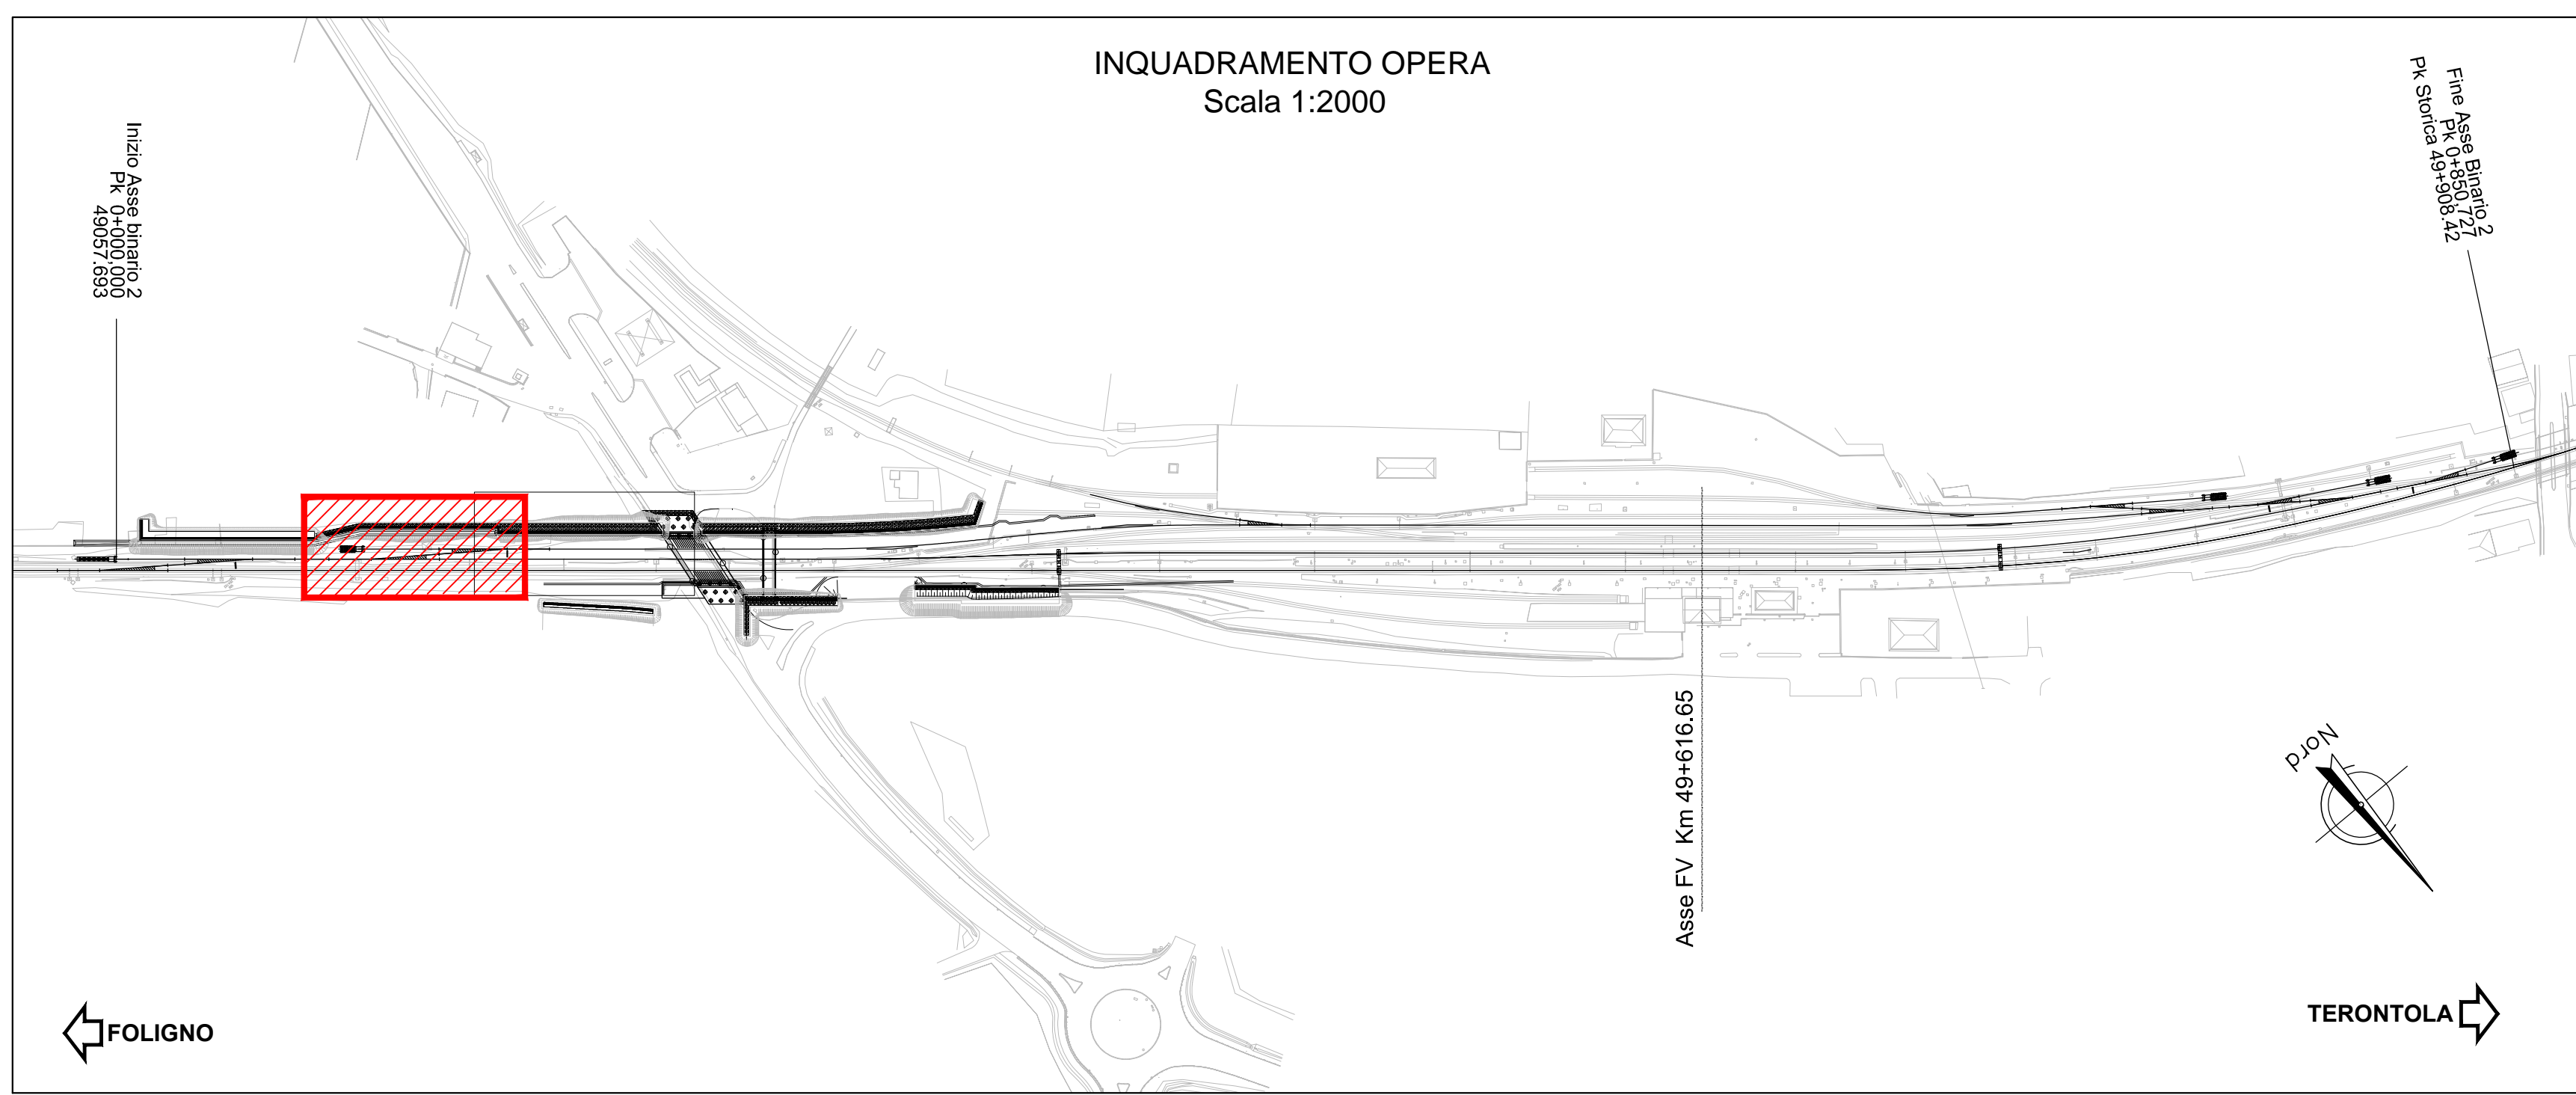 INQUADRAMENTO OPERA
Scala 1:2000
Inizio Asse binario 2
Pk 0+000,000
49057.693
Fine Asse Binario 2
Pk 0+850,727
Pk Storica 49+908.42
Asse FV Km 49+616.65
Nord
FOLIGNO
TERONTOLA